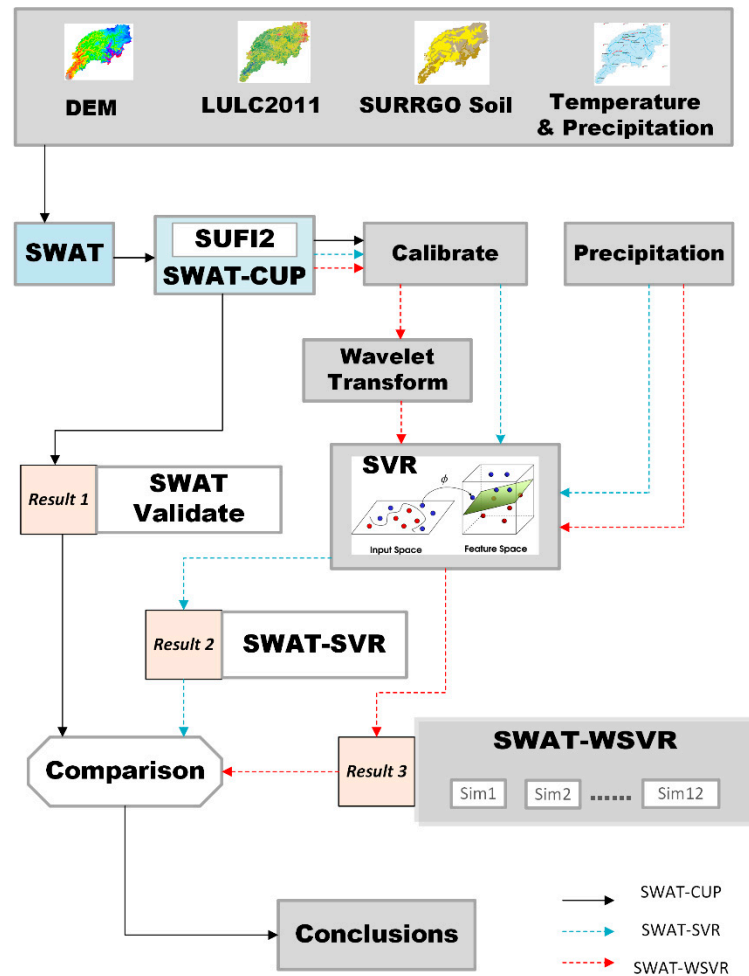 DEM
LULC2011
SURRGO Soil
Temperature
& Precipitation
SWAT
SUFI2
SWAT-CUP
Calibrate
Precipitation
Wavelet
Transform
SVR
ϕ
Input Space
Feature Space
Result 1
SWAT
Validate
Result 2
SWAT-SVR
Comparison
Result 3
SWAT-WSVR
Sim1
Sim2
......
Sim12
Conclusions
SWAT-CUP
SWAT-SVR
SWAT-WSVR